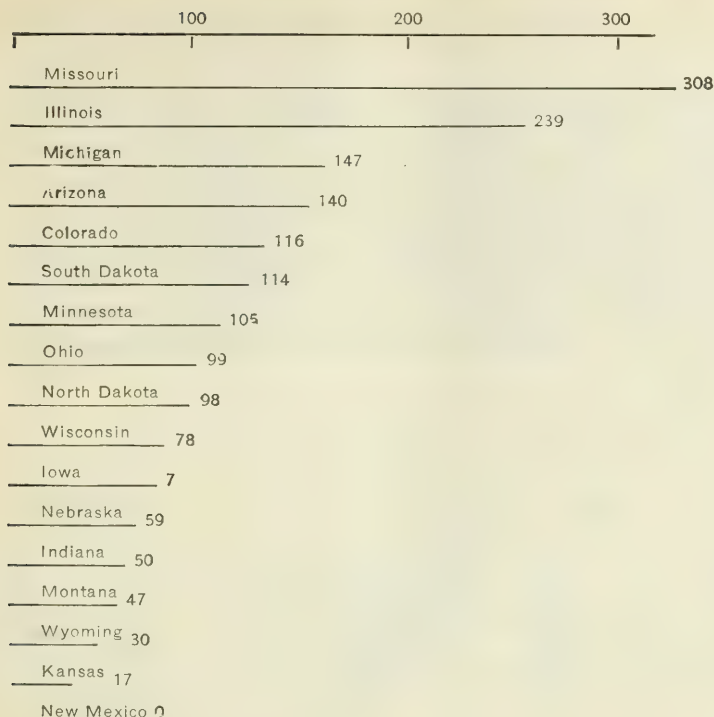 100 200 300
Missouri 308
Illinois 239
Michigan 147
Arizona 140
Colorado 116
South Dakota 114
Minnesota 105
Ohio 99
North Dakota 98
Wisconsin 78
Iowa 7
Nebraska 59
Indiana 50
Montana 47
Wyoming 30
Kansas 17
New Mexico